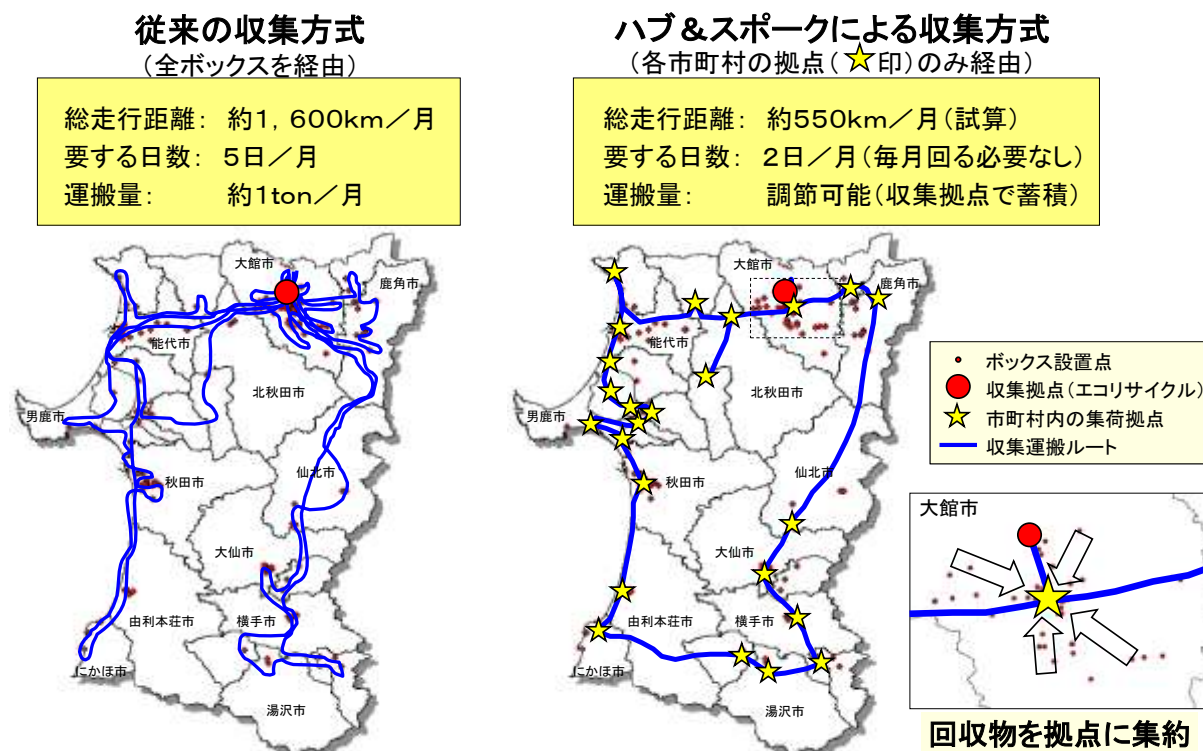 従来の収集方式
(全ボックスを経由)
総走行距離: 約1,600km/月
要する日数: 5日/月
運搬量: 約1ton/月
大館市
鹿角市
能代市
北秋田市
男鹿市
秋田市
仙北市
大仙市
由利本荘市
横手市
にかほ市
湯沢市
ハブ&スポークによる収集方式
(各市町村の拠点(★印)のみ経由)
総走行距離: 約550km/月(試算)
要する日数: 2日/月(毎月回る必要なし)
運搬量: 調節可能(収集拠点で蓄積)
大館市
鹿角市
能代市
北秋田市
男鹿市
秋田市
仙北市
大仙市
由利本荘市
横手市
にかほ市
湯沢市
ボックス設置点
収集拠点(エコリサイクル)
市町村内の集荷拠点
収集運搬ルート
大館市
回収物を拠点に集約